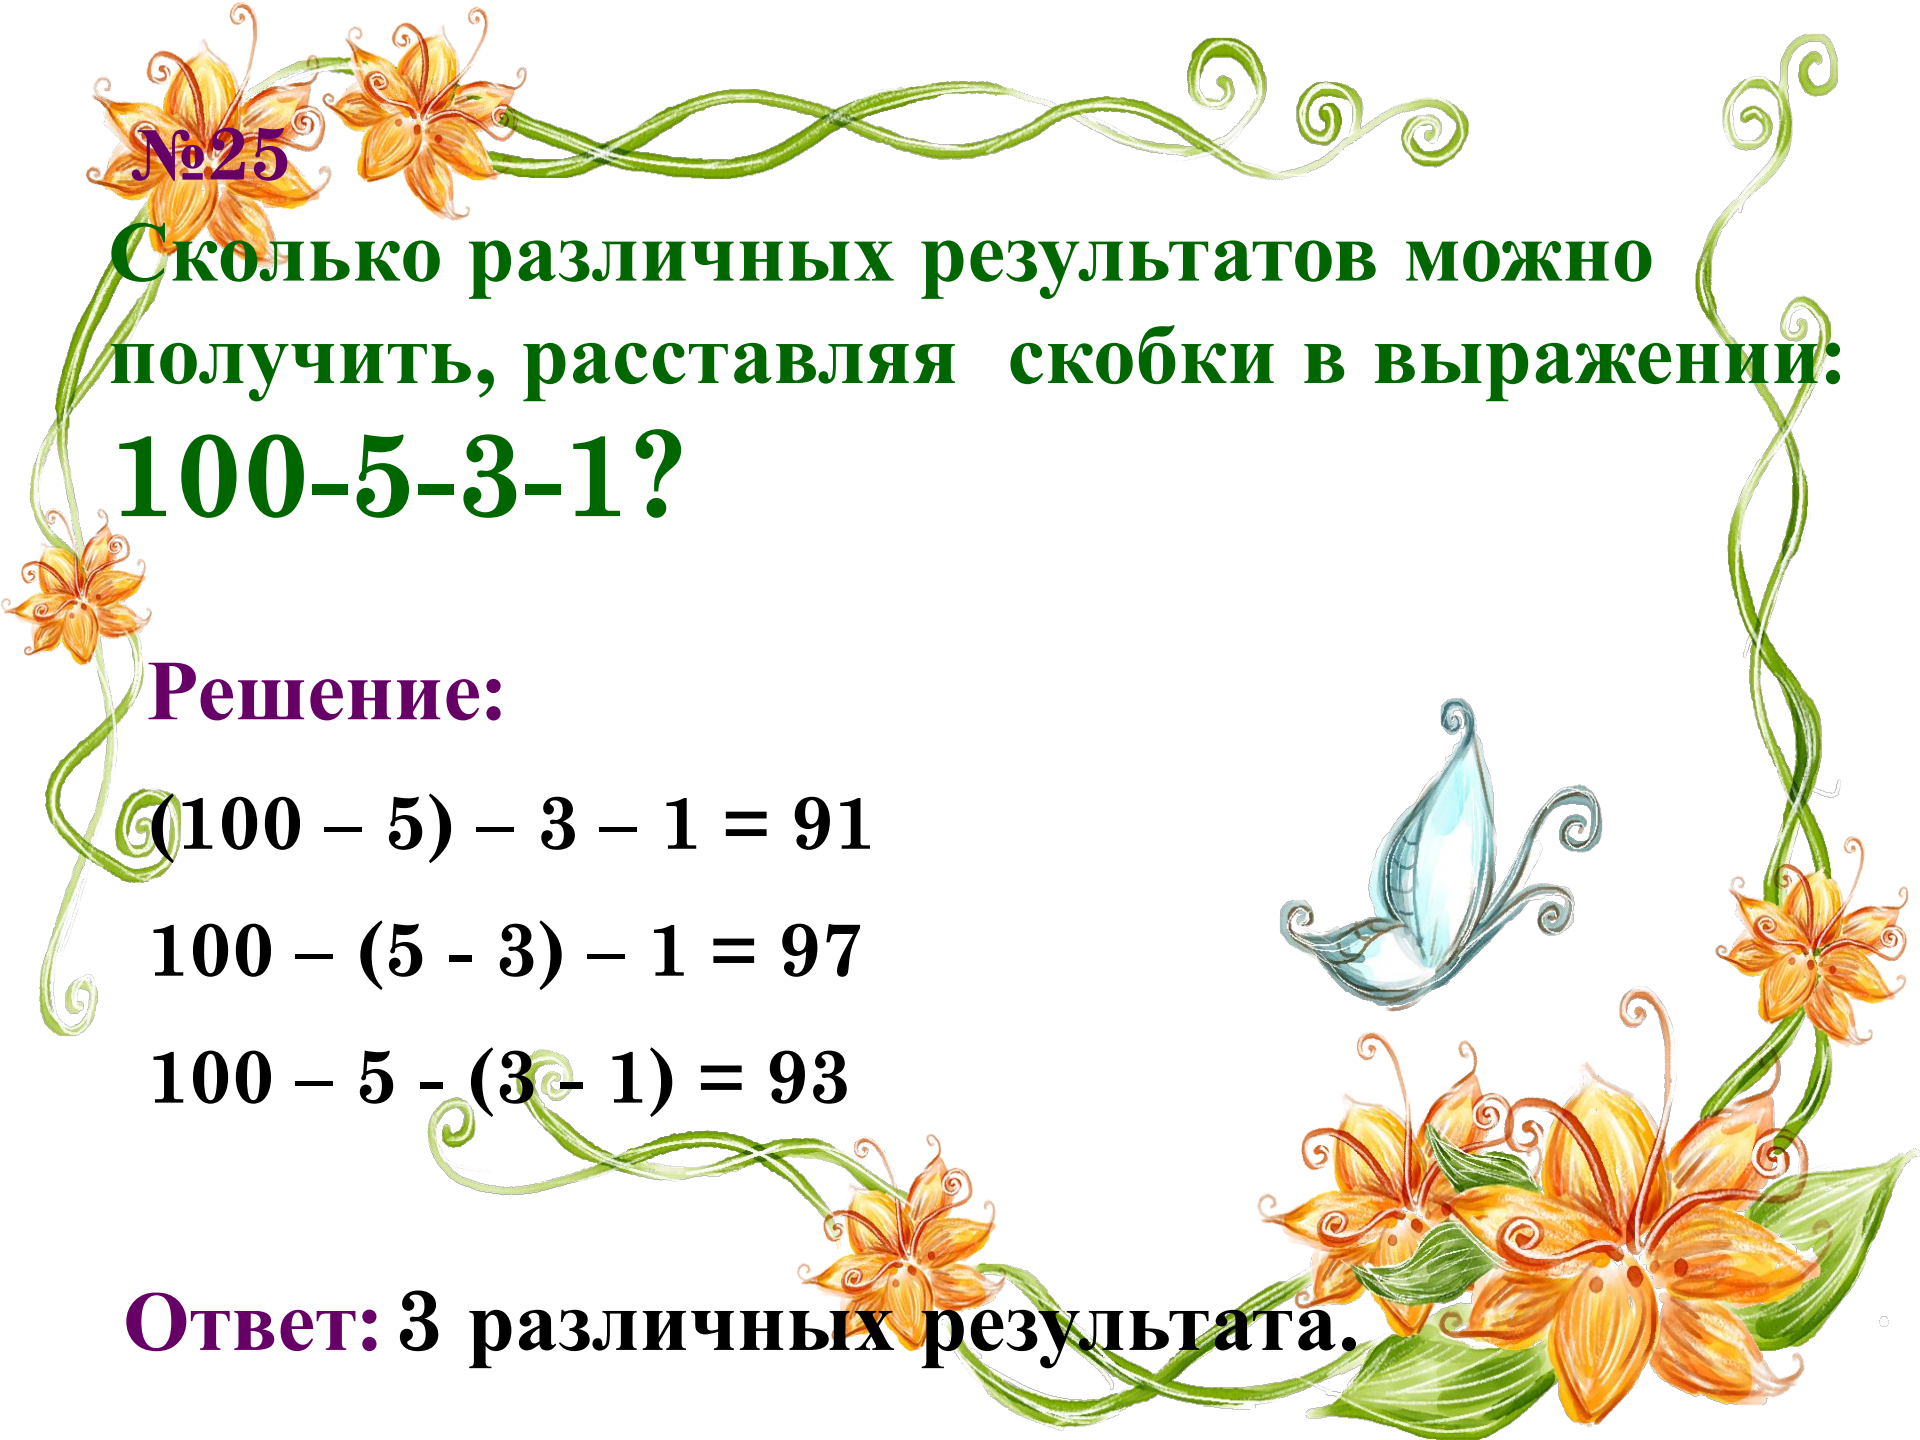 №25
Сколько различных результатов можно
получить, расставляя скобки в выражении:
100-5-3-1?
Решение:
(100 – 5) – 3 – 1 = 91
100 – (5 - 3) – 1 = 97
100 – 5 - (3 - 1) = 93
Ответ: 3 различных результата.